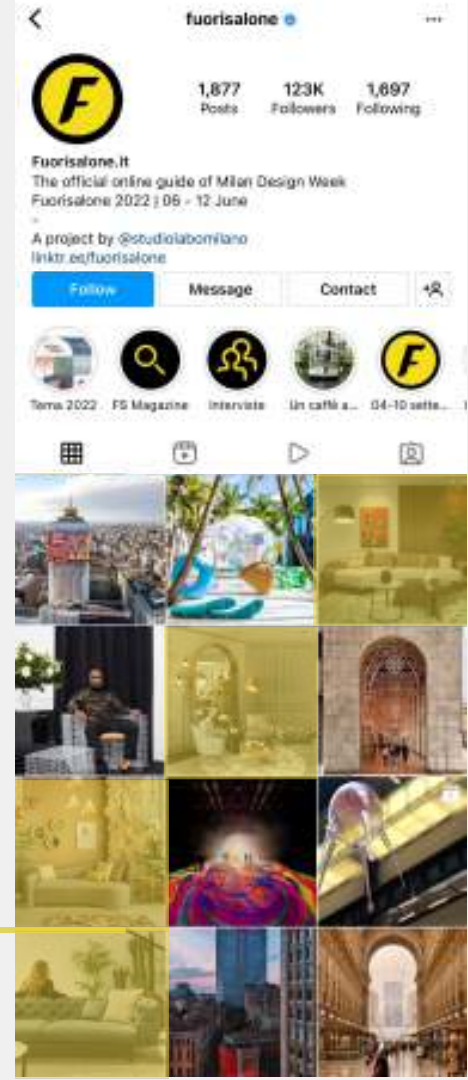 fuorisalone
F
1,877 123K 1,697
Posts Followers Following
Fuorisalone.it
The official online guide of Milan Design Week
Fuorisalone 2022 | 06 - 12 June
-
A project by @studiolabomilano
linktr.ee/fuorisalone
Follow Message Contact
F
Tema 2022 FS Magazine Interviste Un caffè a... 04-10 sette...